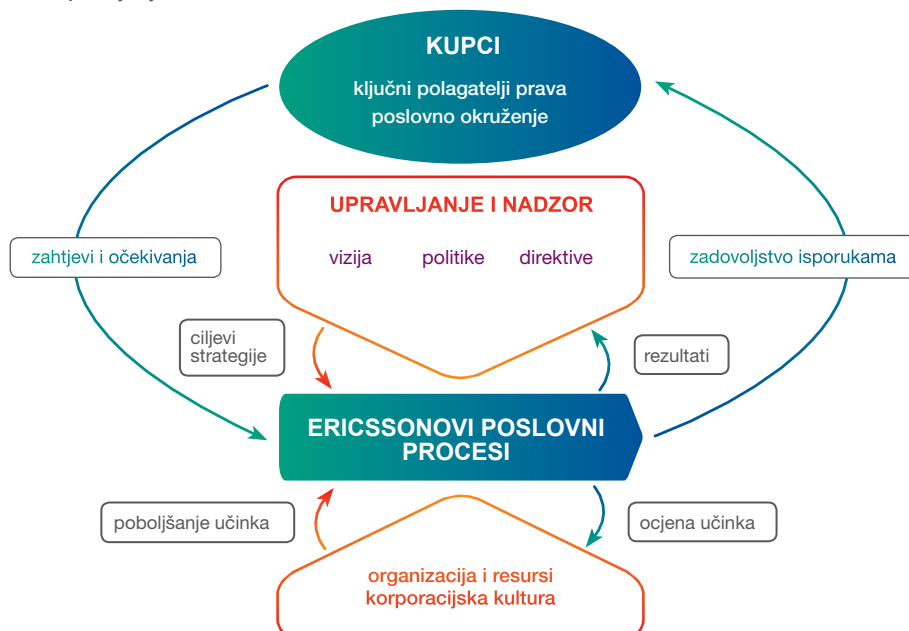 KUPCI
ključni polagatelji prava
poslovno okruženje
UPRAVLJANJE I NADZOR
vizija politike direktive
zahtjevi i očekivanja
zadovoljstvo isporukama
ciljevi
strategije
rezultati
ERICSSONOVI POSLOVNI
PROCESI
poboljšanje učinka
ocjena učinka
organizacija i resursi
korporacijska kultura